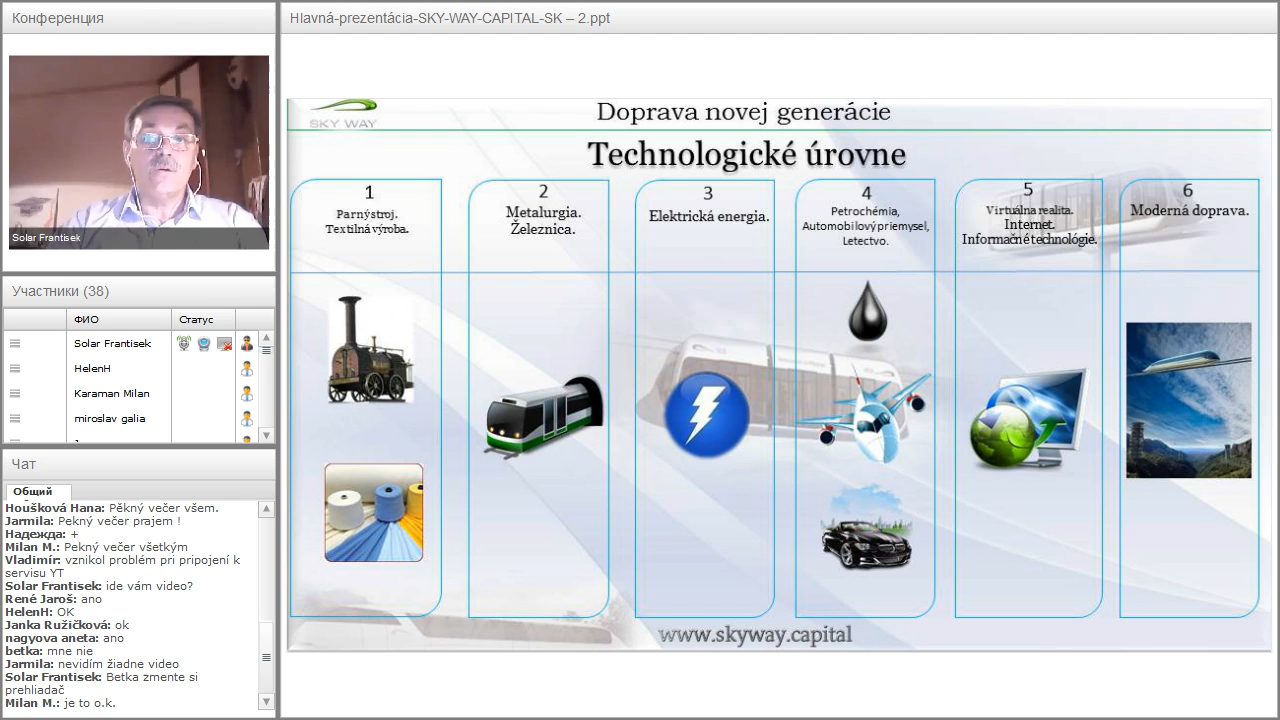 Конференция
Solar Frantisek
Участники (38)
ФИО
Статус
Solar Frantisek
HelenH
Karaman Milan
miroslav galia
Чат
Общий
Houšková Hana: Pěkný večer všem.
Jarmila: Pekný večer prajem !
Надежда: +
Milan M.: Pekný večer všetkým
Vladimír: vznikol problém pri pripojení k
servisu YT
Solar Frantisek: ide vám video?
René Jaroš: ano
HelenH: OK
Janka Ružičková: ok
nagyova aneta: ano
betka: mne nie
Jarmila: nevidím žiadne video
Solar Frantisek: Betka zmente si
prehliadač
Milan M.: je to o.k.
Hlavná-prezentácia-SKY-WAY-CAPITAL-SK – 2.ppt
SKY WAY
Doprava novej generácie
Technologické úrovne
1
Parný stroj.
Textilná výroba.
2
Metalurgia.
Železnica.
3
Elektrická energia.
4
Petrochémia,
Automobilový priemysel,
Letectvo.
5
Virtuálna realita.
Internet.
Informačné technológie.
6
Moderná doprava.
www.skyway.capital